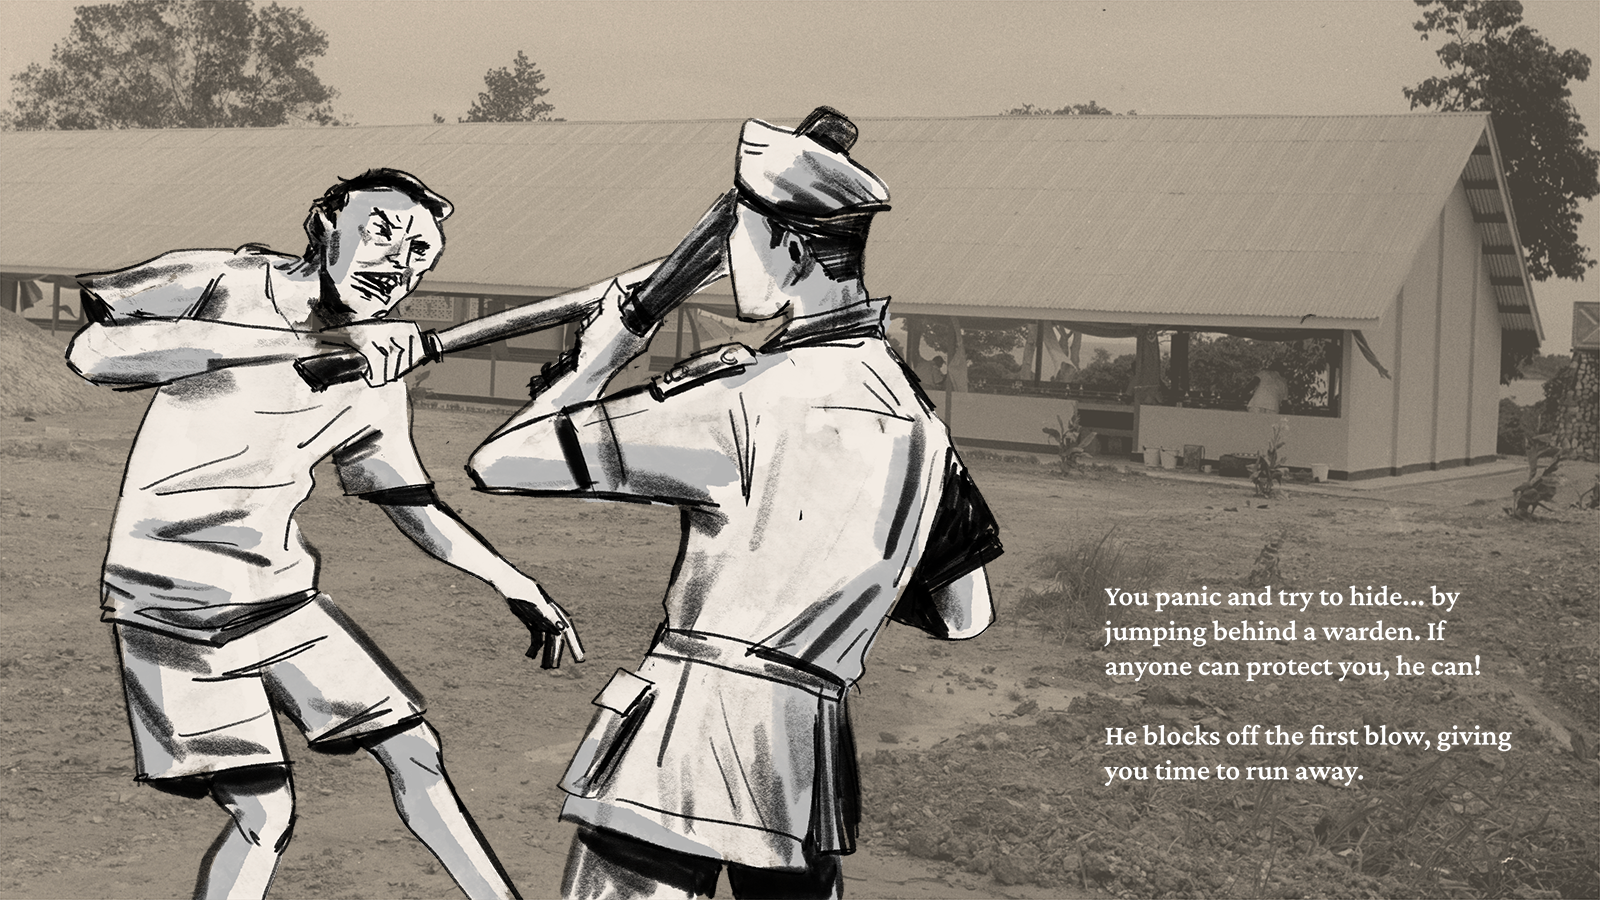 You panic and try to hide... by
jumping behind a warden. If
anyone can protect you, he can!
He blocks off the first blow, giving
you time to run away.